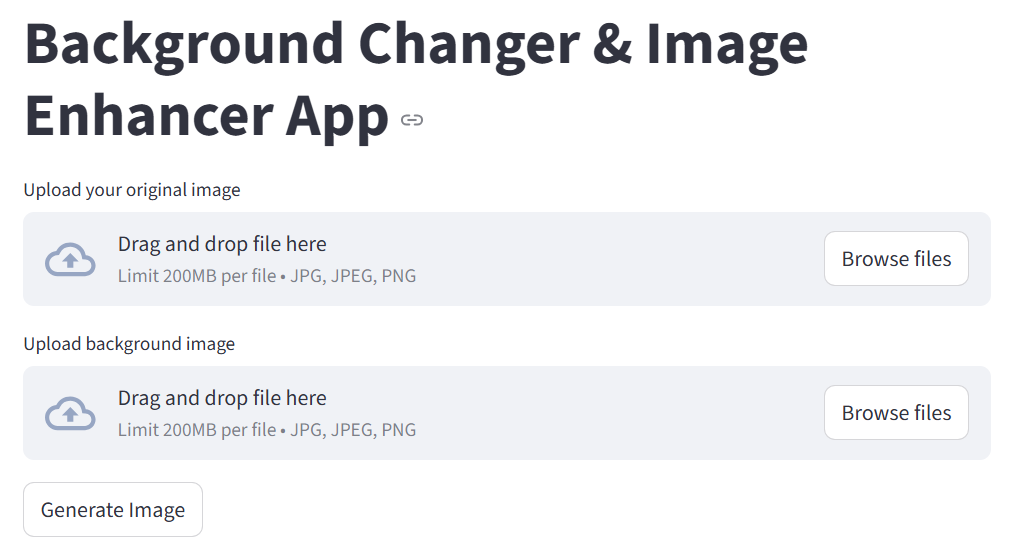 Background Changer & Image
Enhancer App
Upload your original image
Drag and drop file here
Limit 200MB per file • JPG, JPEG, PNG
Browse files
Upload background image
Drag and drop file here
Limit 200MB per file • JPG, JPEG, PNG
Browse files
Generate Image